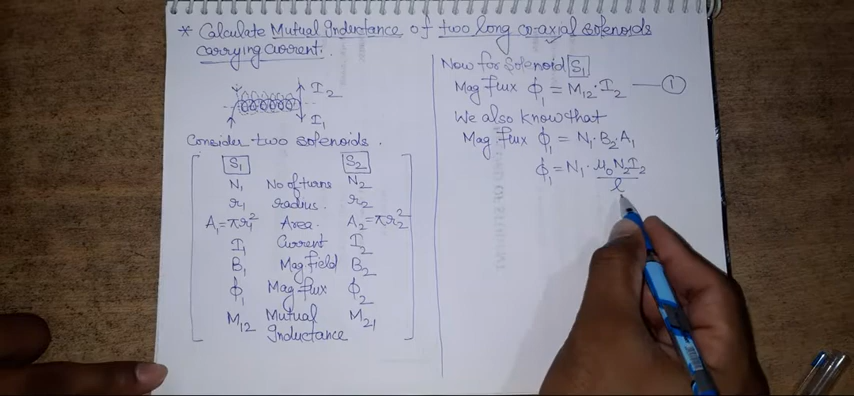 * Calculate Mutual Inductance of two long co-axial solenoids
carrying current.
I2
I1
Consider two solenoids.
S1 S2
N1 No of turns N2
r1 radius. r2
A1=πr1² Area A2=πr2²
I1 Current I2
B1 Mag field B2
ϕ1 Mag flux ϕ2
M12 Mutual Inductance M21
Now for Solenoid S1
Mag flux ϕ1 = M12·I2 —— ①
We also know that
Mag flux ϕ1 = N1·B2A1
ϕ1 = N1·μ0N2I2
l